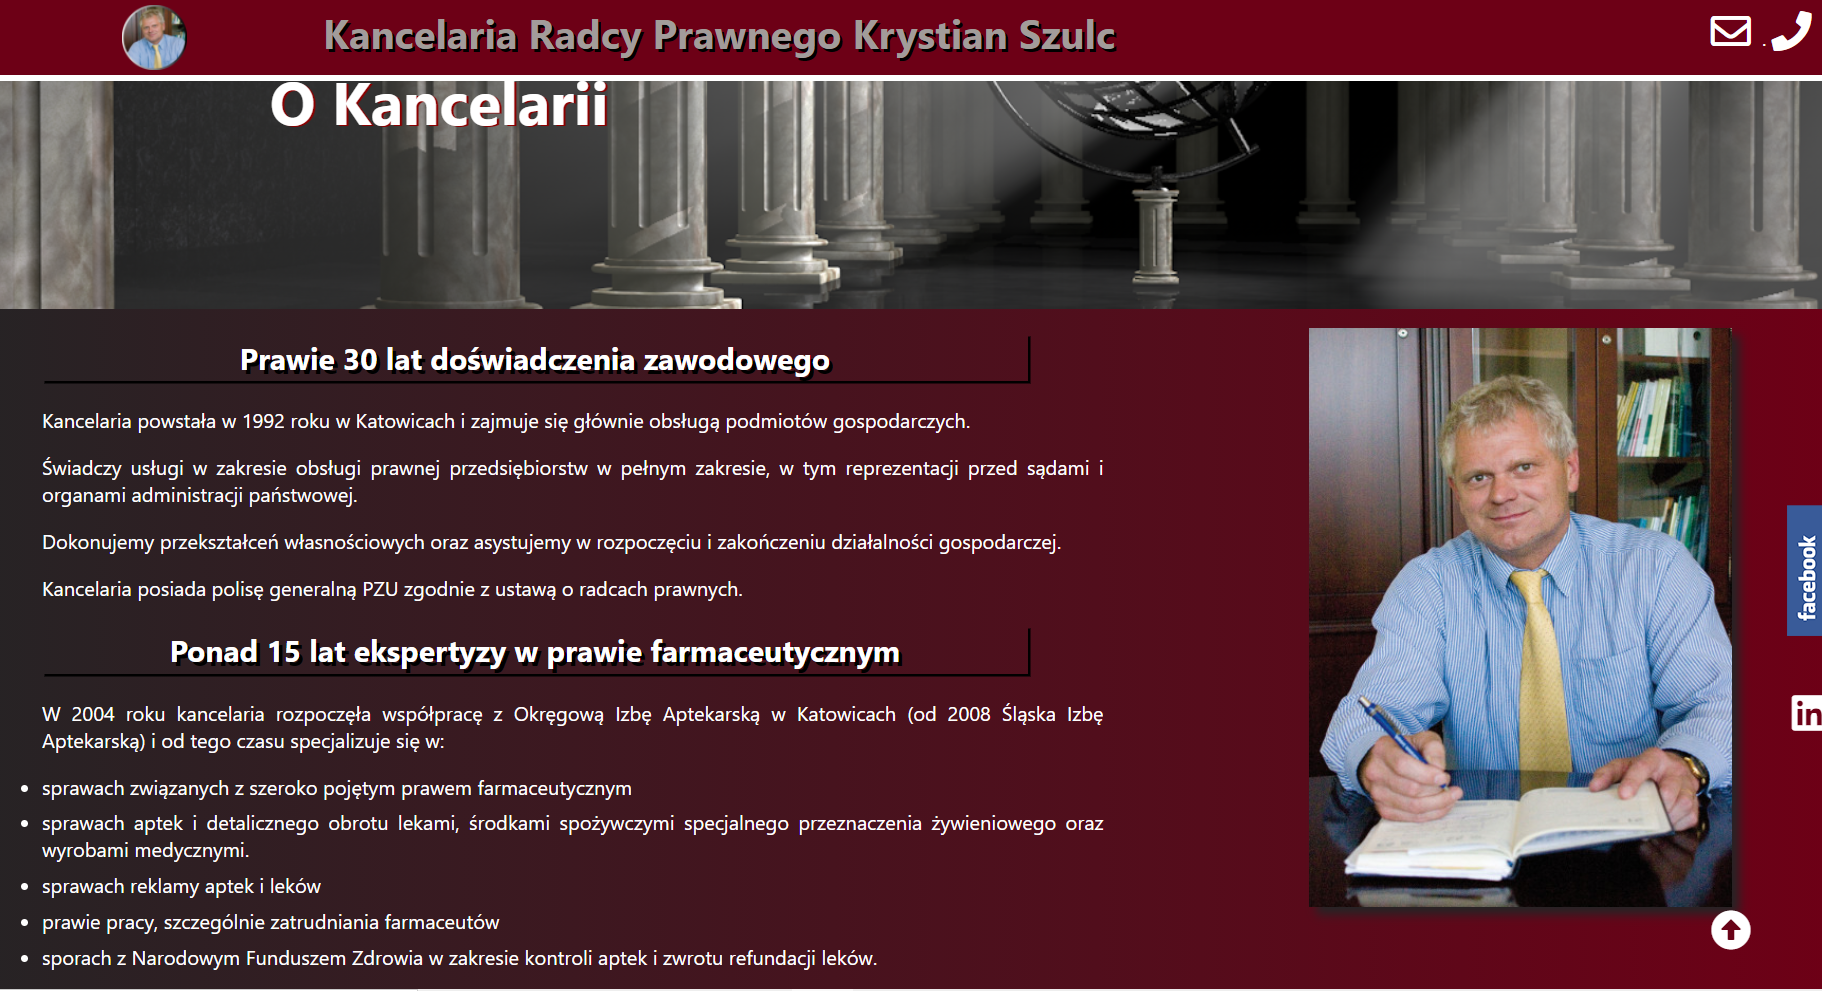 Kancelaria Radcy Prawnego Krystian Szulc
O Kancelarii
Prawie 30 lat doświadczenia zawodowego
Kancelaria powstała w 1992 roku w Katowicach i zajmuje się głównie obsługą podmiotów gospodarczych.
Świadczy usługi w zakresie obsługi prawnej przedsiębiorstw w pełnym zakresie, w tym reprezentacji przed sądami i
organami administracji państwowej.
Dokonujemy przekształceń własnościowych oraz asystujemy w rozpoczęciu i zakończeniu działalności gospodarczej.
Kancelaria posiada polisę generalną PZU zgodnie z ustawą o radcach prawnych.
Ponad 15 lat ekspertyzy w prawie farmaceutycznym
W 2004 roku kancelaria rozpoczęła współpracę z Okręgową Izbę Aptekarską w Katowicach (od 2008 Śląska Izbę
Aptekarską) i od tego czasu specjalizuje się w:
• sprawach związanych z szeroko pojętym prawem farmaceutycznym
• sprawach aptek i detalicznego obrotu lekami, środkami spożywczymi specjalnego przeznaczenia żywieniowego oraz
wyrobami medycznymi.
• sprawach reklamy aptek i leków
• prawie pracy, szczególnie zatrudniania farmaceutów
• sporach z Narodowym Funduszem Zdrowia w zakresie kontroli aptek i zwrotu refundacji leków.
facebook
in